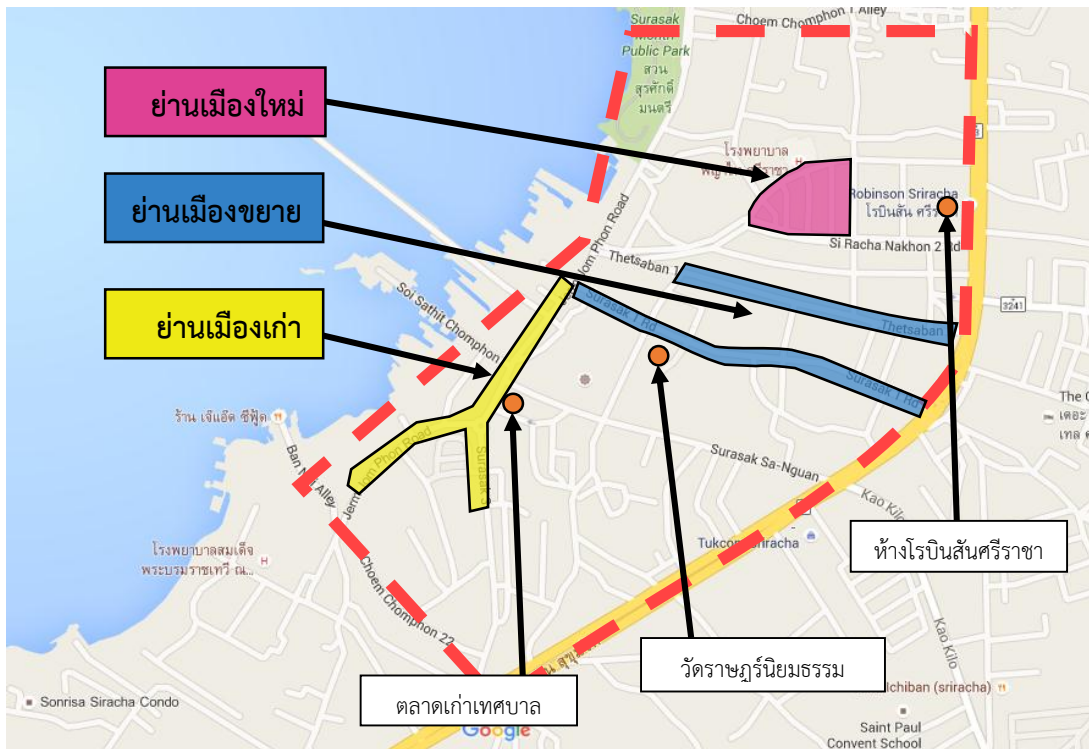 Choem Chomphon 1 Alley
Surasak
Month
Public Park
สวน
สุรศักดิ์
มนตรี
ย่านเมืองใหม่
ย่านเมืองขยาย
ย่านเมืองเก่า
โรงพยาบาล
Robinson Sriracha
โรบินสัน ศรีรา
Si Racha Nakhon 2 Rd
Phon Road
Thetsaban 1
Thetsaban
3241
Surasak 1 Rd
Surasak 1 Rd
Soi Sathit Chomphon
ร้าน เจ๊แอ๊ด ซีฟู้ด
Jom Phon Road
Surasak 3
Surasak Sa-Nguan
Kao Kilo
Kao Kilo
Tukcom Sriracha
โรงพยาบาลสมเด็จ
พระบรมราชเทวี ณ...
Choem Chomphon 22
ห้างโรบินสันศรีราชา
วัดราษฎร์นิยมธรรม
ตลาดเก่าเทศบาล
Google
Sonrisa Siracha Condo
Ichiban (sriracha)
Saint Paul
Convent School